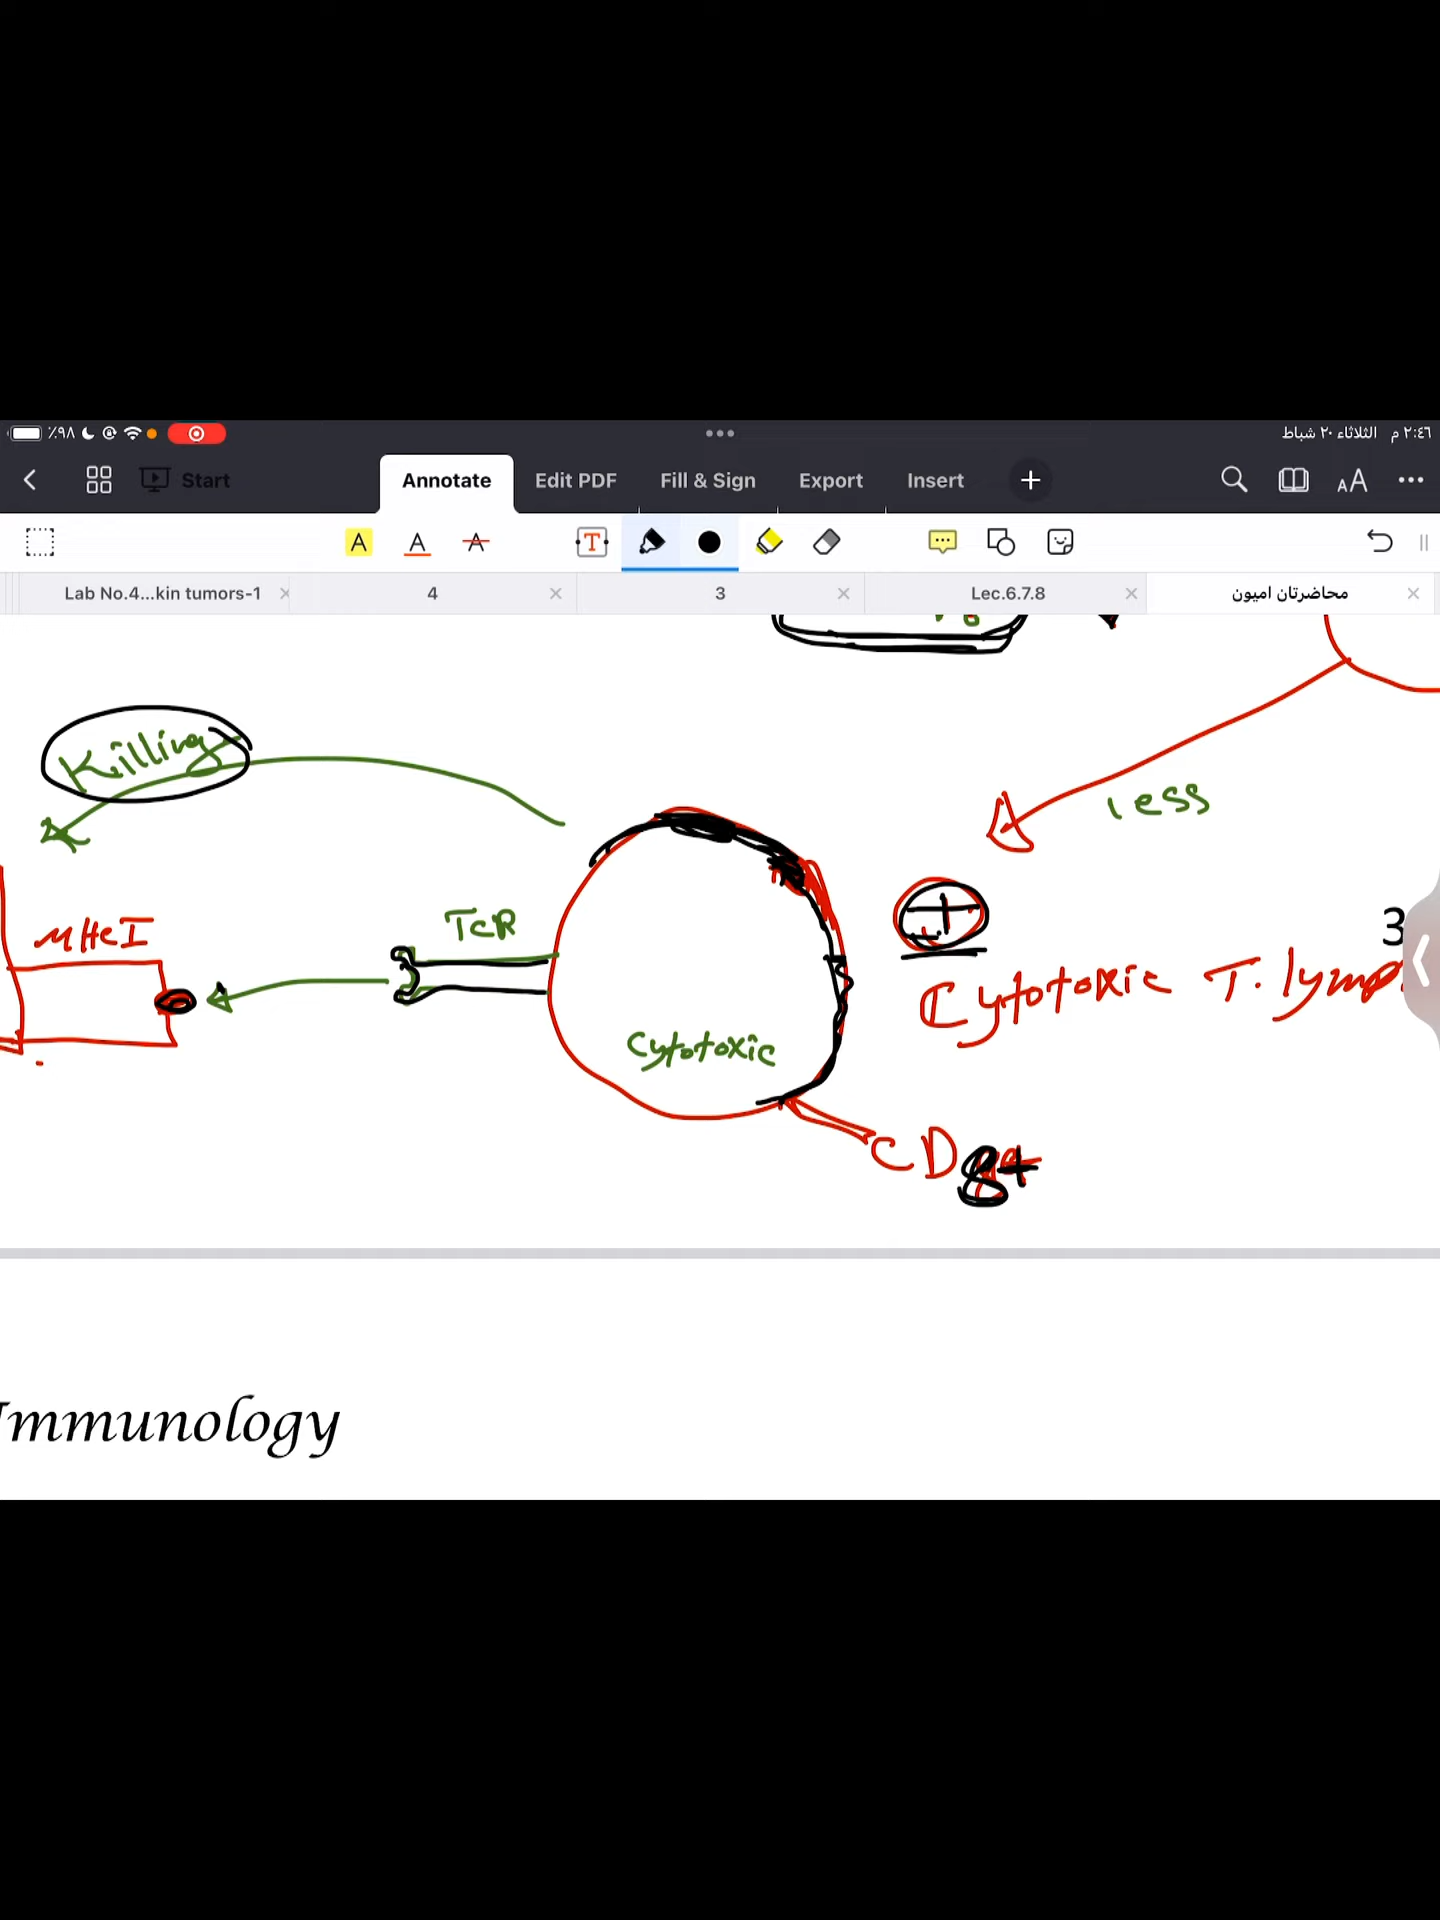 ٪٩٨
الثلاثاء ٢٠ شباط ٢:٤٦ م
Start
Annotate
Edit PDF
Fill & Sign
Export
Insert
Lab No.4...kin tumors-1
4
3
Lec.6.7.8
محاضرتان اميون
Killing
less
MHC I
TCR
+
3
Cytotoxic T. lymp
Cytotoxic
CD8+
Immunology